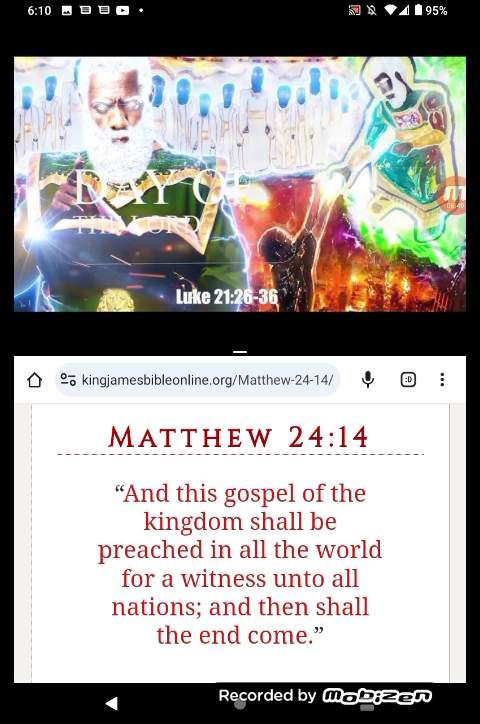 6:10
95%
DAY OF
THE LORD
06:49
Luke 21:26-36
kingjamesbibleonline.org/Matthew-24-14/
:D
MATTHEW 24:14
“And this gospel of the
kingdom shall be
preached in all the world
for a witness unto all
nations; and then shall
the end come.”
Recorded by Mobizen